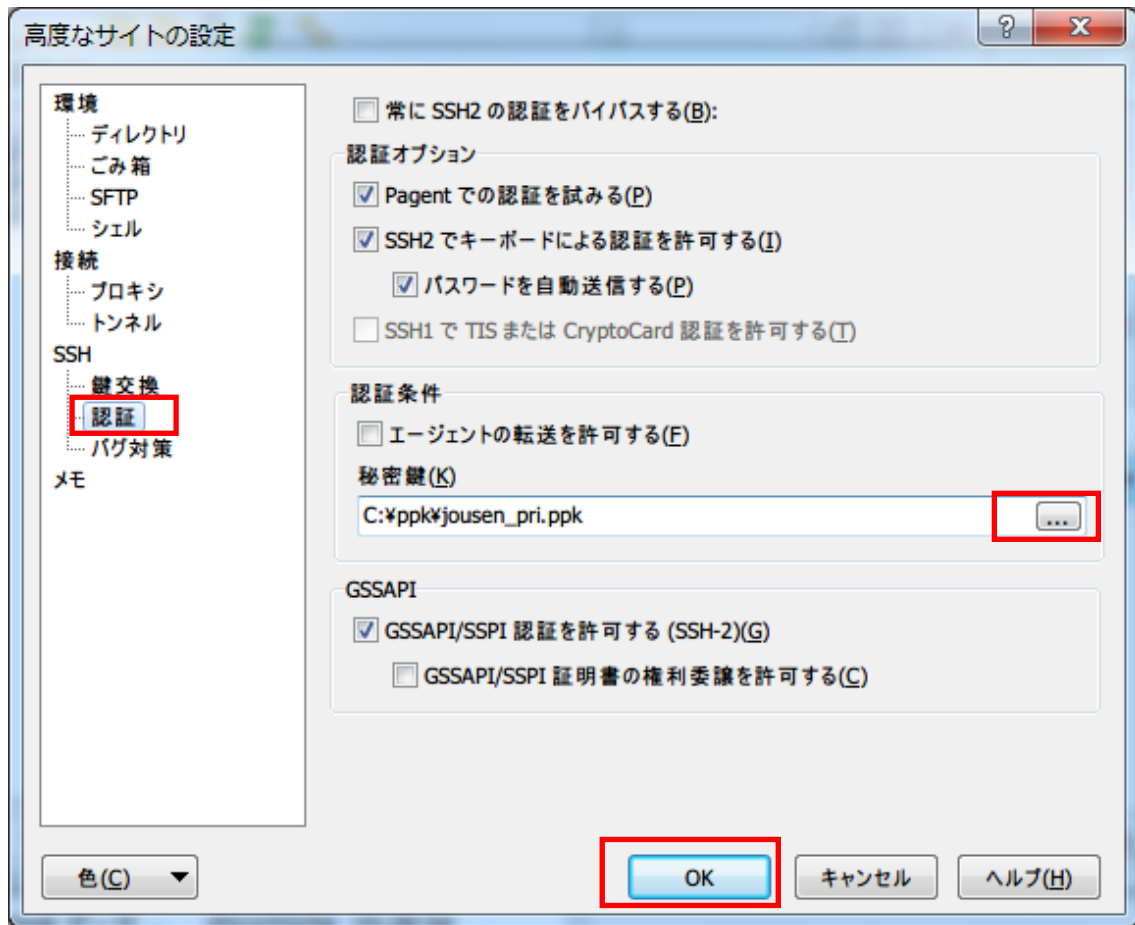 高度なサイトの設定
環境
ディレクトリ
ごみ箱
SFTP
シェル
接続
プロキシ
トンネル
SSH
鍵交換
認証
バグ対策
メモ
常に SSH2 の認証をバイパスする(B):
認証オプション
Pagent での認証を試みる(P)
SSH2 でキーボードによる認証を許可する(I)
パスワードを自動送信する(P)
SSH1 で TIS または CryptoCard 認証を許可する(T)
認証条件
エージェントの転送を許可する(F)
秘密鍵(K)
C:¥ppk¥jousen_pri.ppk
...
GSSAPI
GSSAPI/SSPI 認証を許可する (SSH-2)(G)
GSSAPI/SSPI 証明書の権利委譲を許可する(C)
色(C)
OK
キャンセル
ヘルプ(H)